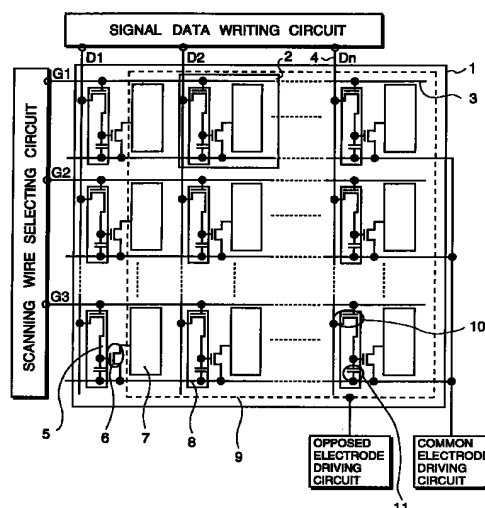 SIGNAL DATA WRITING CIRCUIT
D1 D2 2 4 Dn
1
G1
3
SCANNING WIRE SELECTING CIRCUIT
G2
G3
10
5 6 7 8 9
OPPOSED ELECTRODE DRIVING CIRCUIT
COMMON ELECTRODE DRIVING CIRCUIT
11